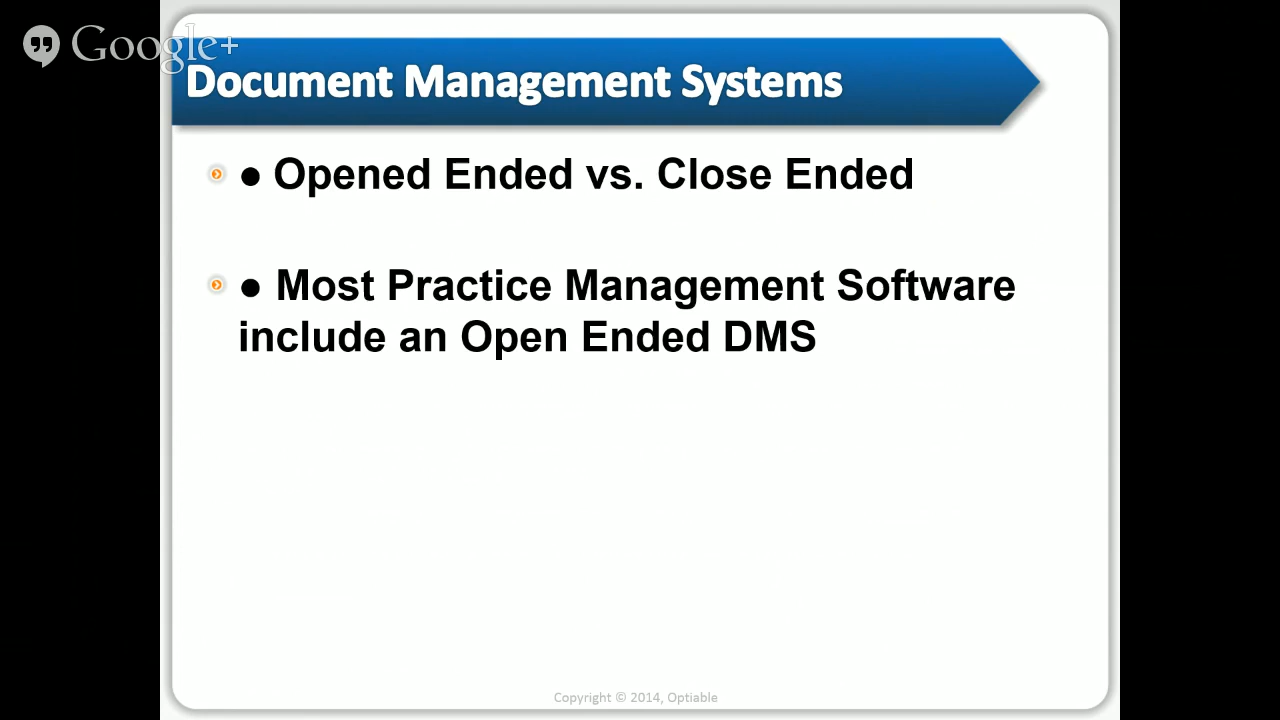 Google+
Document Management Systems
● Opened Ended vs. Close Ended
● Most Practice Management Software
include an Open Ended DMS
Copyright © 2014, Optiable